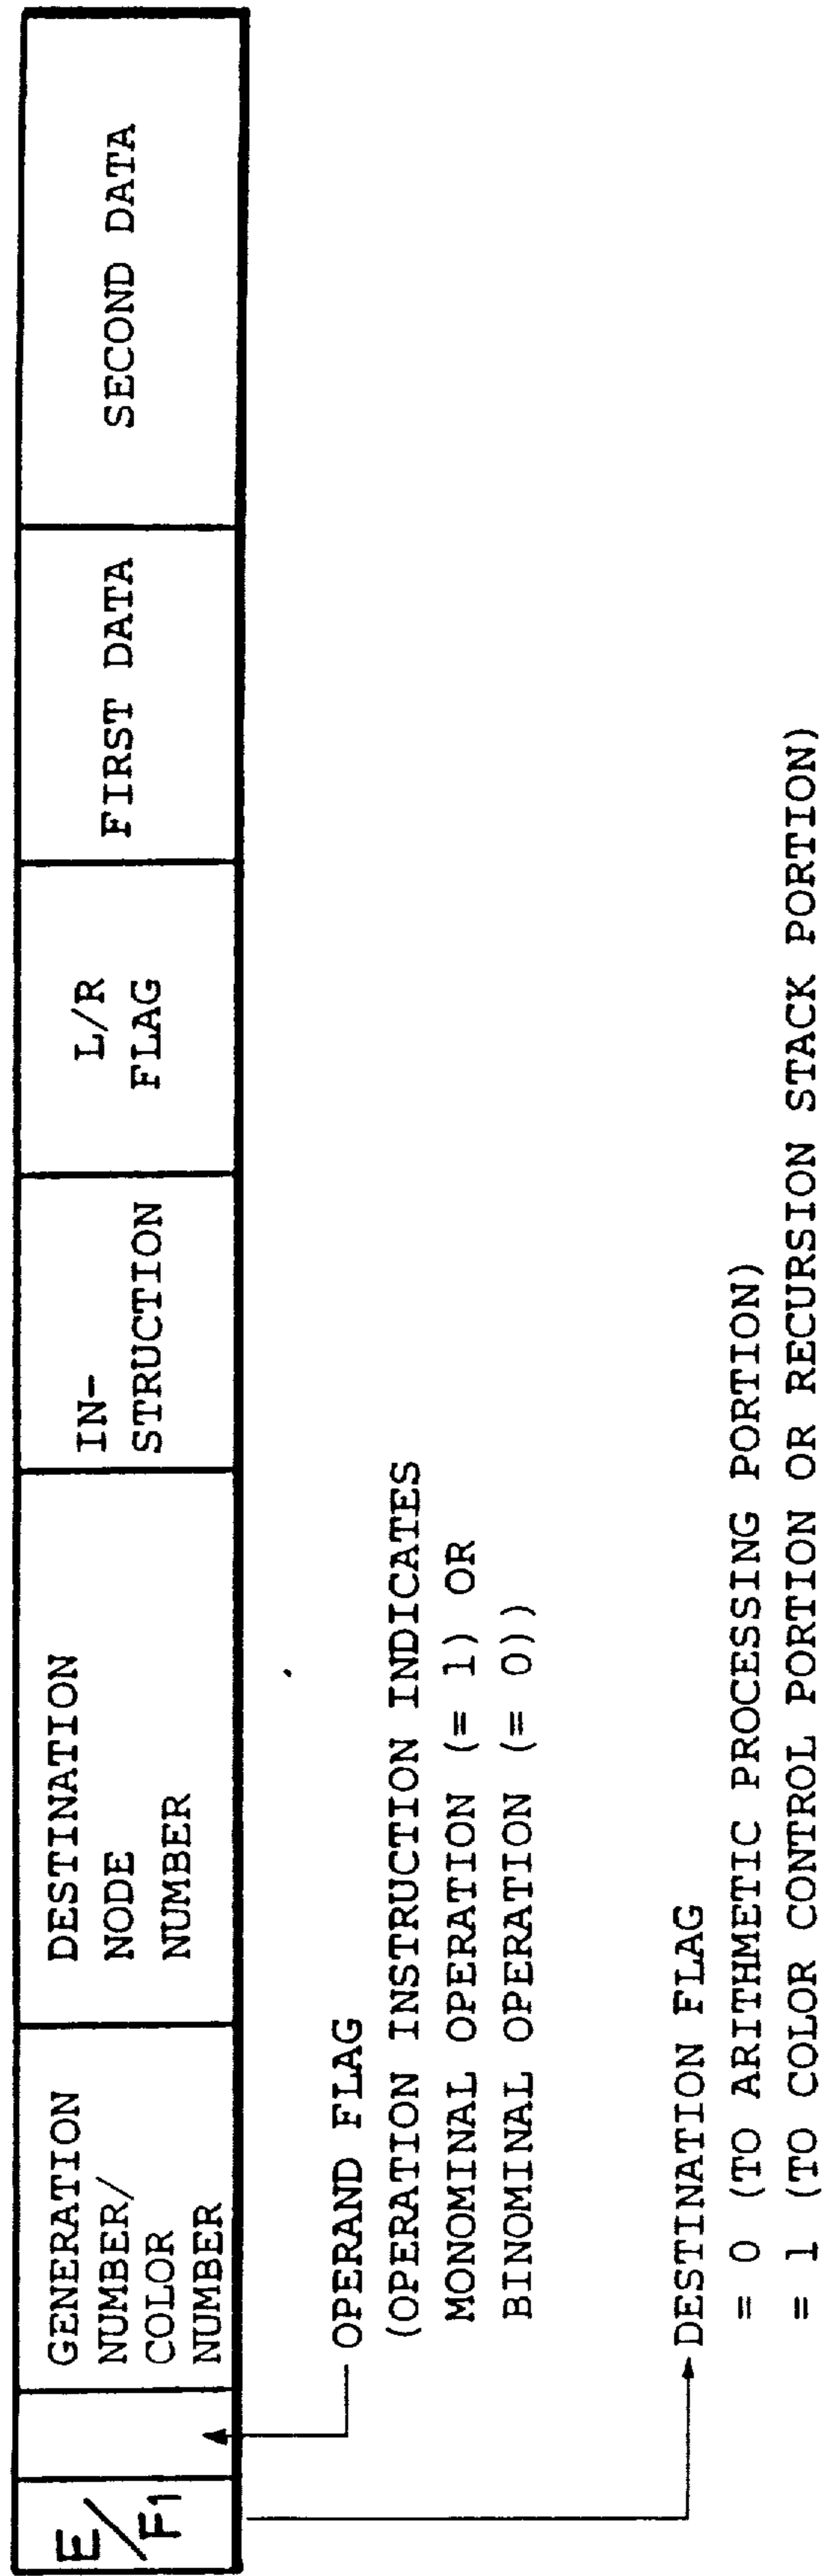 E/F1
GENERATION
NUMBER/
COLOR
NUMBER
DESTINATION
NODE
NUMBER
IN-
STRUCTION
L/R
FLAG
FIRST DATA
SECOND DATA
OPERAND FLAG
(OPERATION INSTRUCTION INDICATES
MONOMINAL OPERATION (= 1) OR
BINOMINAL OPERATION (= 0))
DESTINATION FLAG
= 0 (TO ARITHMETIC PROCESSING PORTION)
= 1 (TO COLOR CONTROL PORTION OR RECURSION STACK PORTION)